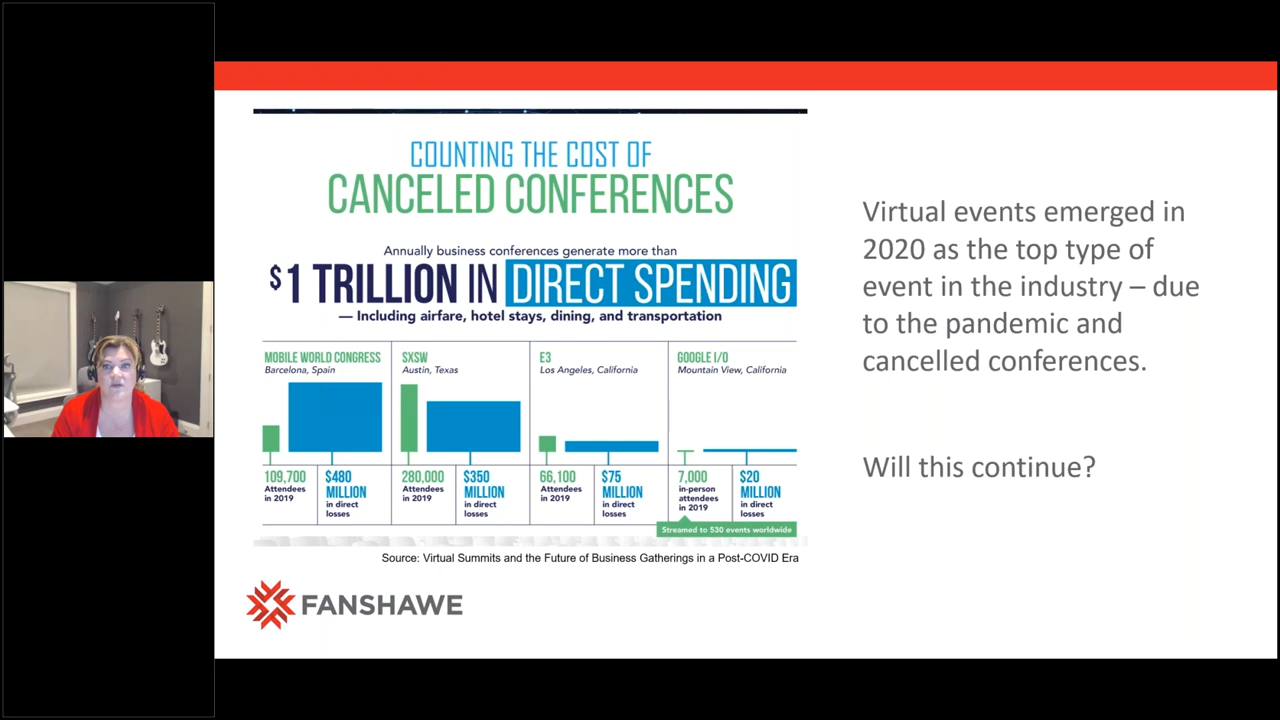 COUNTING THE COST OF
CANCELED CONFERENCES
Annually business conferences generate more than
$1 TRILLION IN DIRECT SPENDING
— Including airfare, hotel stays, dining, and transportation
MOBILE WORLD CONGRESS
Barcelona, Spain
109,700
Attendees
in 2019
$480
MILLION
in direct
losses
SXSW
Austin, Texas
280,000
Attendees
in 2019
$350
MILLION
in direct
losses
E3
Los Angeles, California
66,100
Attendees
in 2019
$75
MILLION
in direct
losses
GOOGLE I/O
Mountain View, California
7,000
in-person
attendees
in 2019
$20
MILLION
in direct
losses
Streamed to 530 events worldwide
Source: Virtual Summits and the Future of Business Gatherings in a Post-COVID Era
FANSHAWE
Virtual events emerged in
2020 as the top type of
event in the industry – due
to the pandemic and
cancelled conferences.
Will this continue?